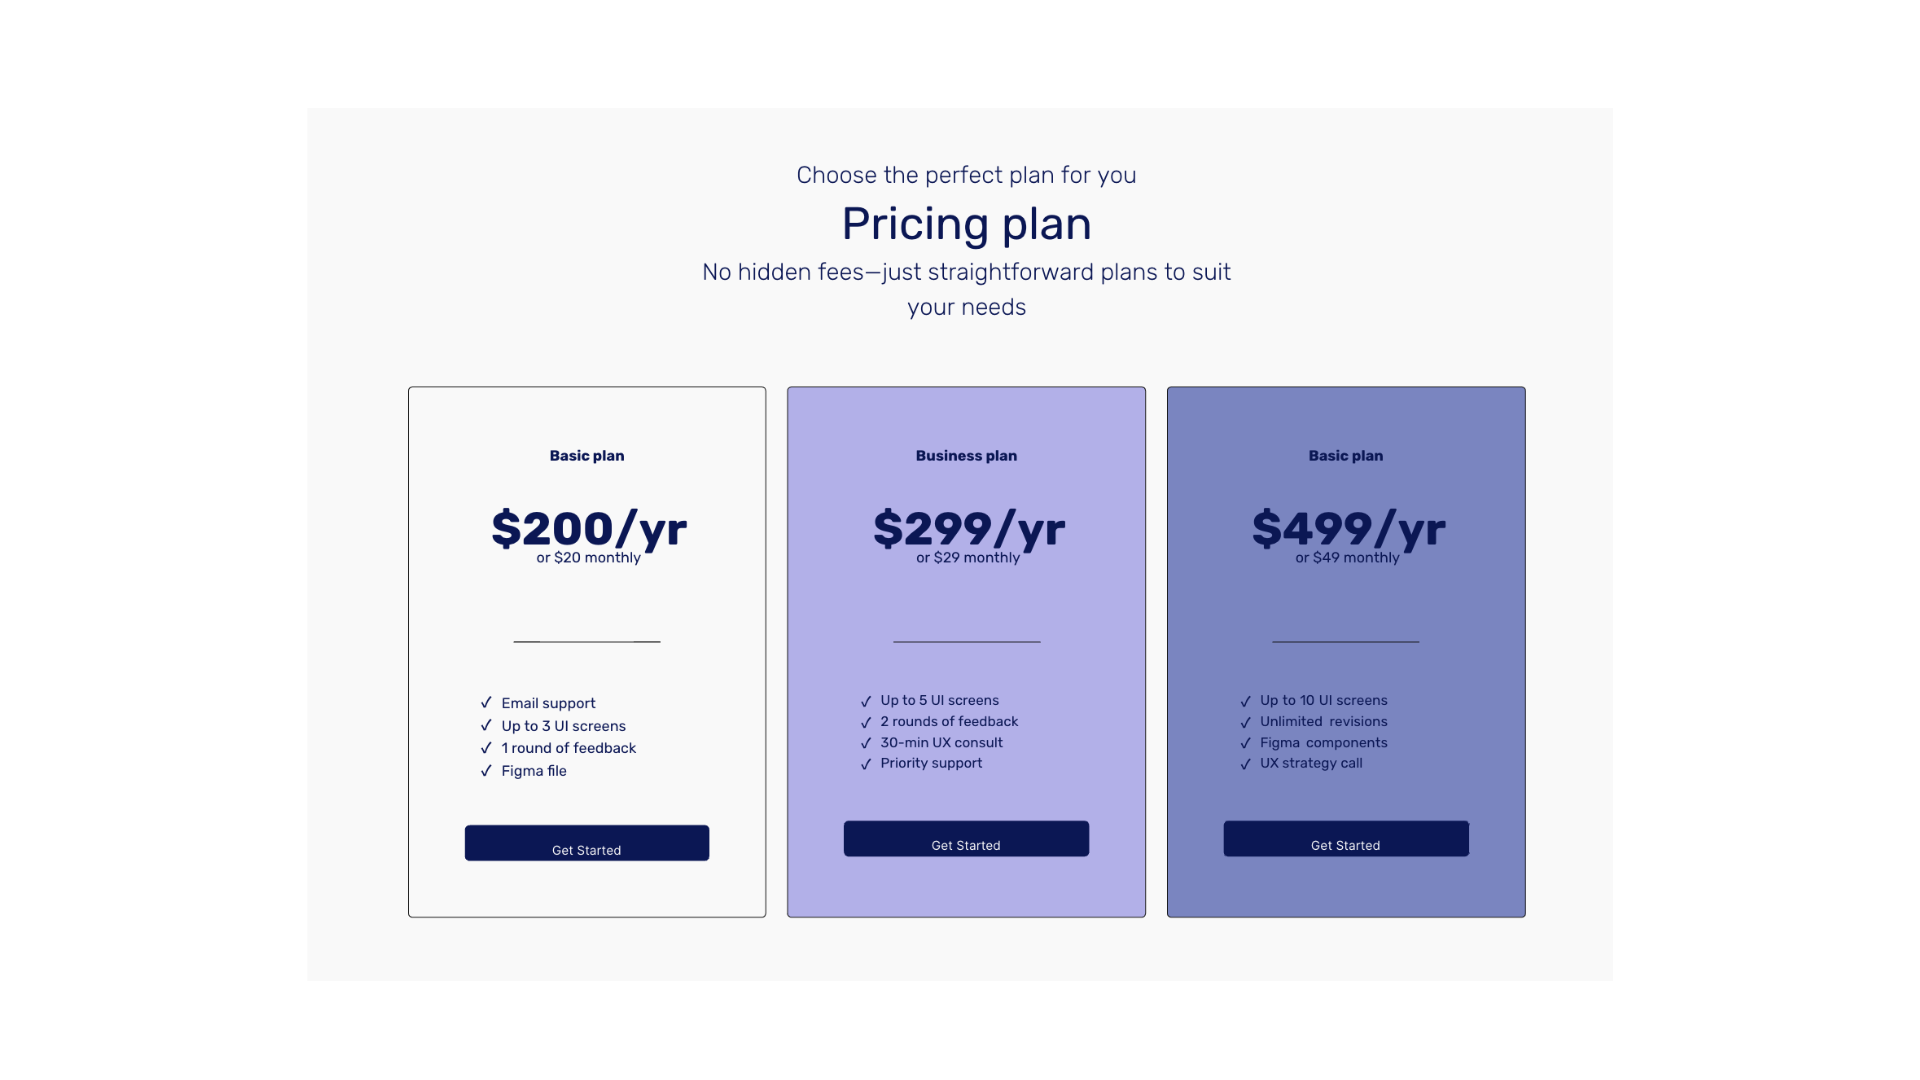 Choose the perfect plan for you
Pricing plan
No hidden fees—just straightforward plans to suit
your needs
Basic plan
$200/yr
or $20 monthly
✓ Email support
✓ Up to 3 UI screens
✓ 1 round of feedback
✓ Figma file
Get Started
Business plan
$299/yr
or $29 monthly
✓ Up to 5 UI screens
✓ 2 rounds of feedback
✓ 30-min UX consult
✓ Priority support
Get Started
Basic plan
$499/yr
or $49 monthly
✓ Up to 10 UI screens
✓ Unlimited revisions
✓ Figma components
✓ UX strategy call
Get Started